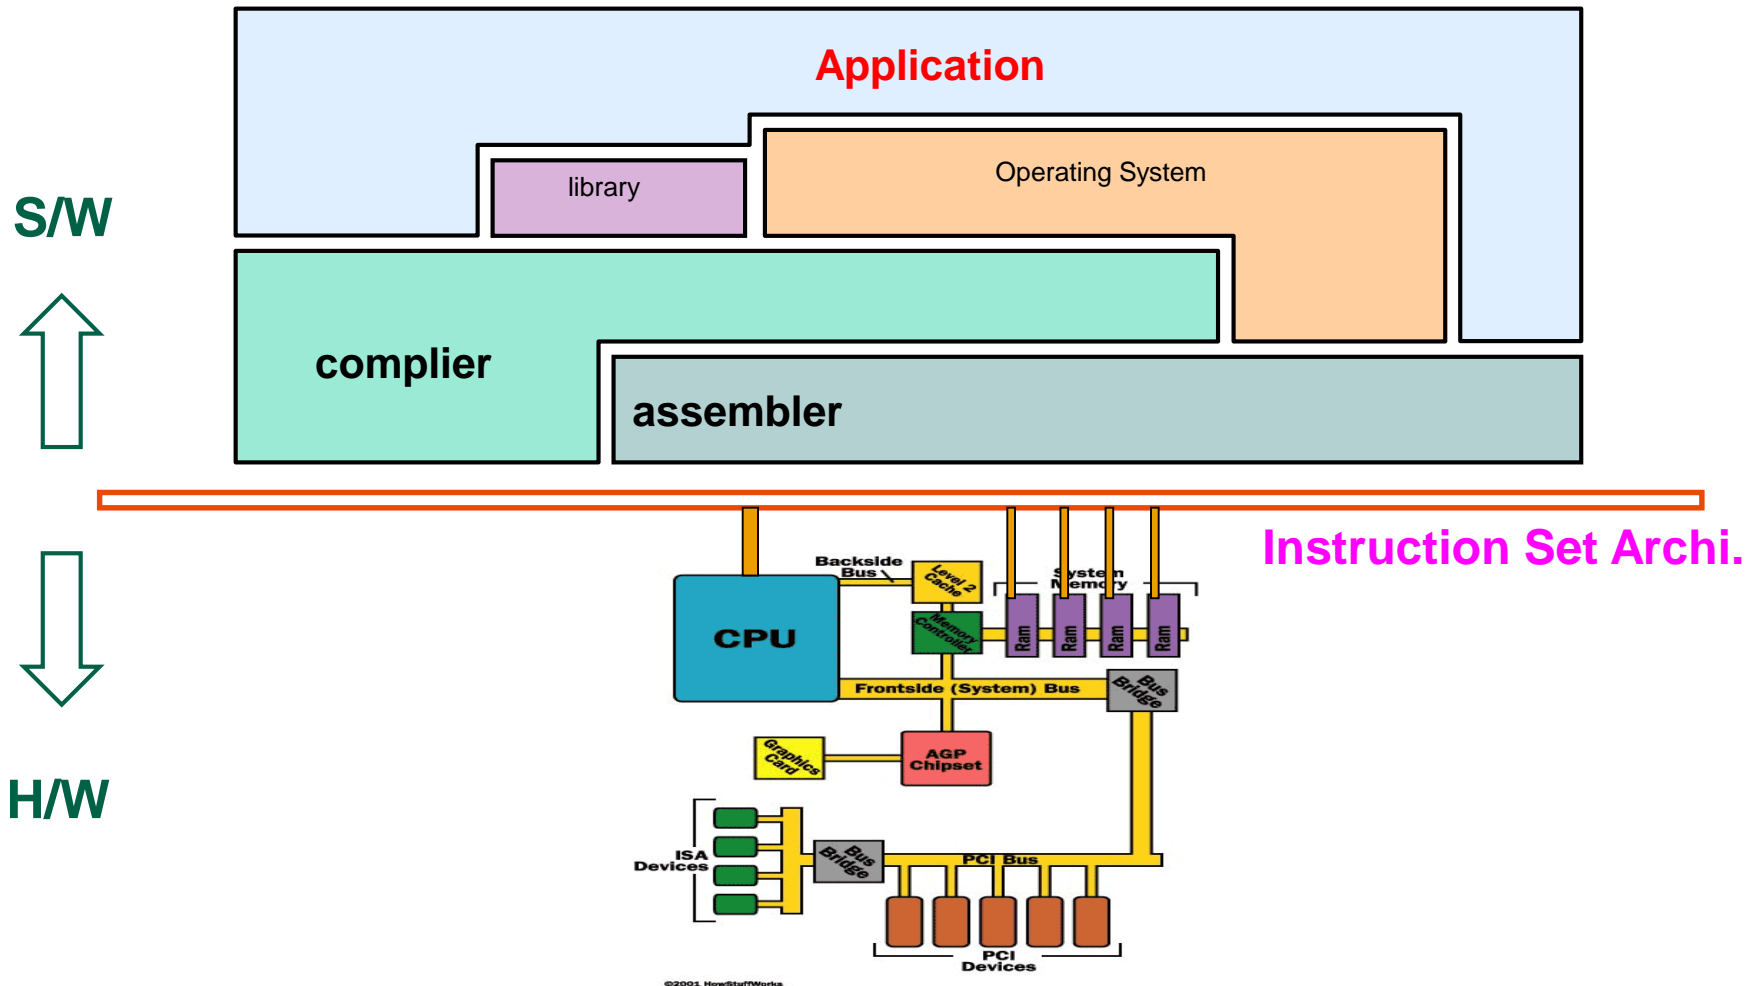 Application
library
Operating System
S/W
complier
assembler
Instruction Set Archi.
Backside
Bus
Level 2
Cache
System
Memory
CPU
Memory
Controller
Ram
Ram
Ram
Ram
Frontside (System) Bus
Bus
Bridge
Graphics
Card
AGP
Chipset
H/W
ISA
Devices
Bus
Bridge
PCI Bus
PCI
Devices
©2001 HowStuffWorks